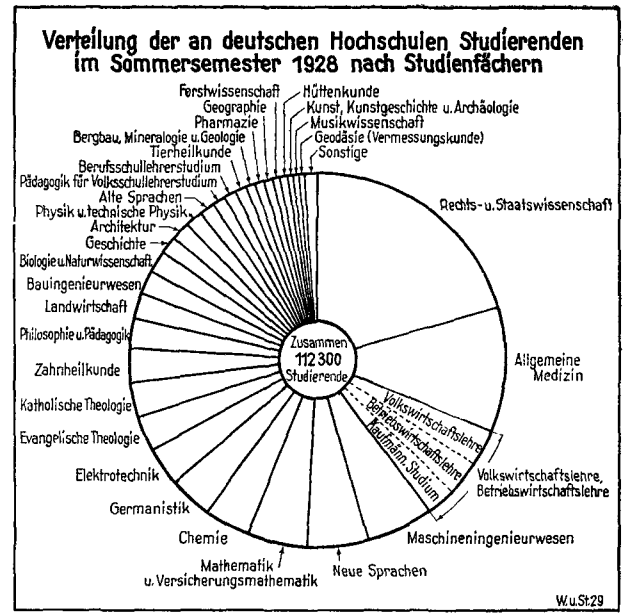 Verteilung der an deutschen Hochschulen Studierenden
im Sommersemester 1928 nach Studienfächern
Forstwissenschaft
Geographie
Pharmazie
Bergbau, Mineralogie u. Geologie
Tierheilkunde
Berufsschullehrerstudium
Pädagogik für Volksschullehrerstudium
Alte Sprachen
Physik u. technische Physik
Architektur
Geschichte
Biologie u. Naturwissenschaft
Bauingenieurwesen
Landwirtschaft
Philosophie u. Pädagogik
Zahnheilkunde
Katholische Theologie
Evangelische Theologie
Elektrotechnik
Germanistik
Chemie
Mathematik
u. Versicherungsmathematik
Hüttenkunde
Kunst, Kunstgeschichte u. Archäologie
Musikwissenschaft
Geodäsie (Vermessungskunde)
Sonstige
Rechts- u. Staatswissenschaft
Allgemeine
Medizin
Zusammen
112300
Studierende
Volkswirtschaftslehre
Betriebswirtschaftslehre
Kaufmänn. Studium
Volkswirtschaftslehre,
Betriebswirtschaftslehre
Maschineningenieurwesen
Neue Sprachen
W.u.St.29